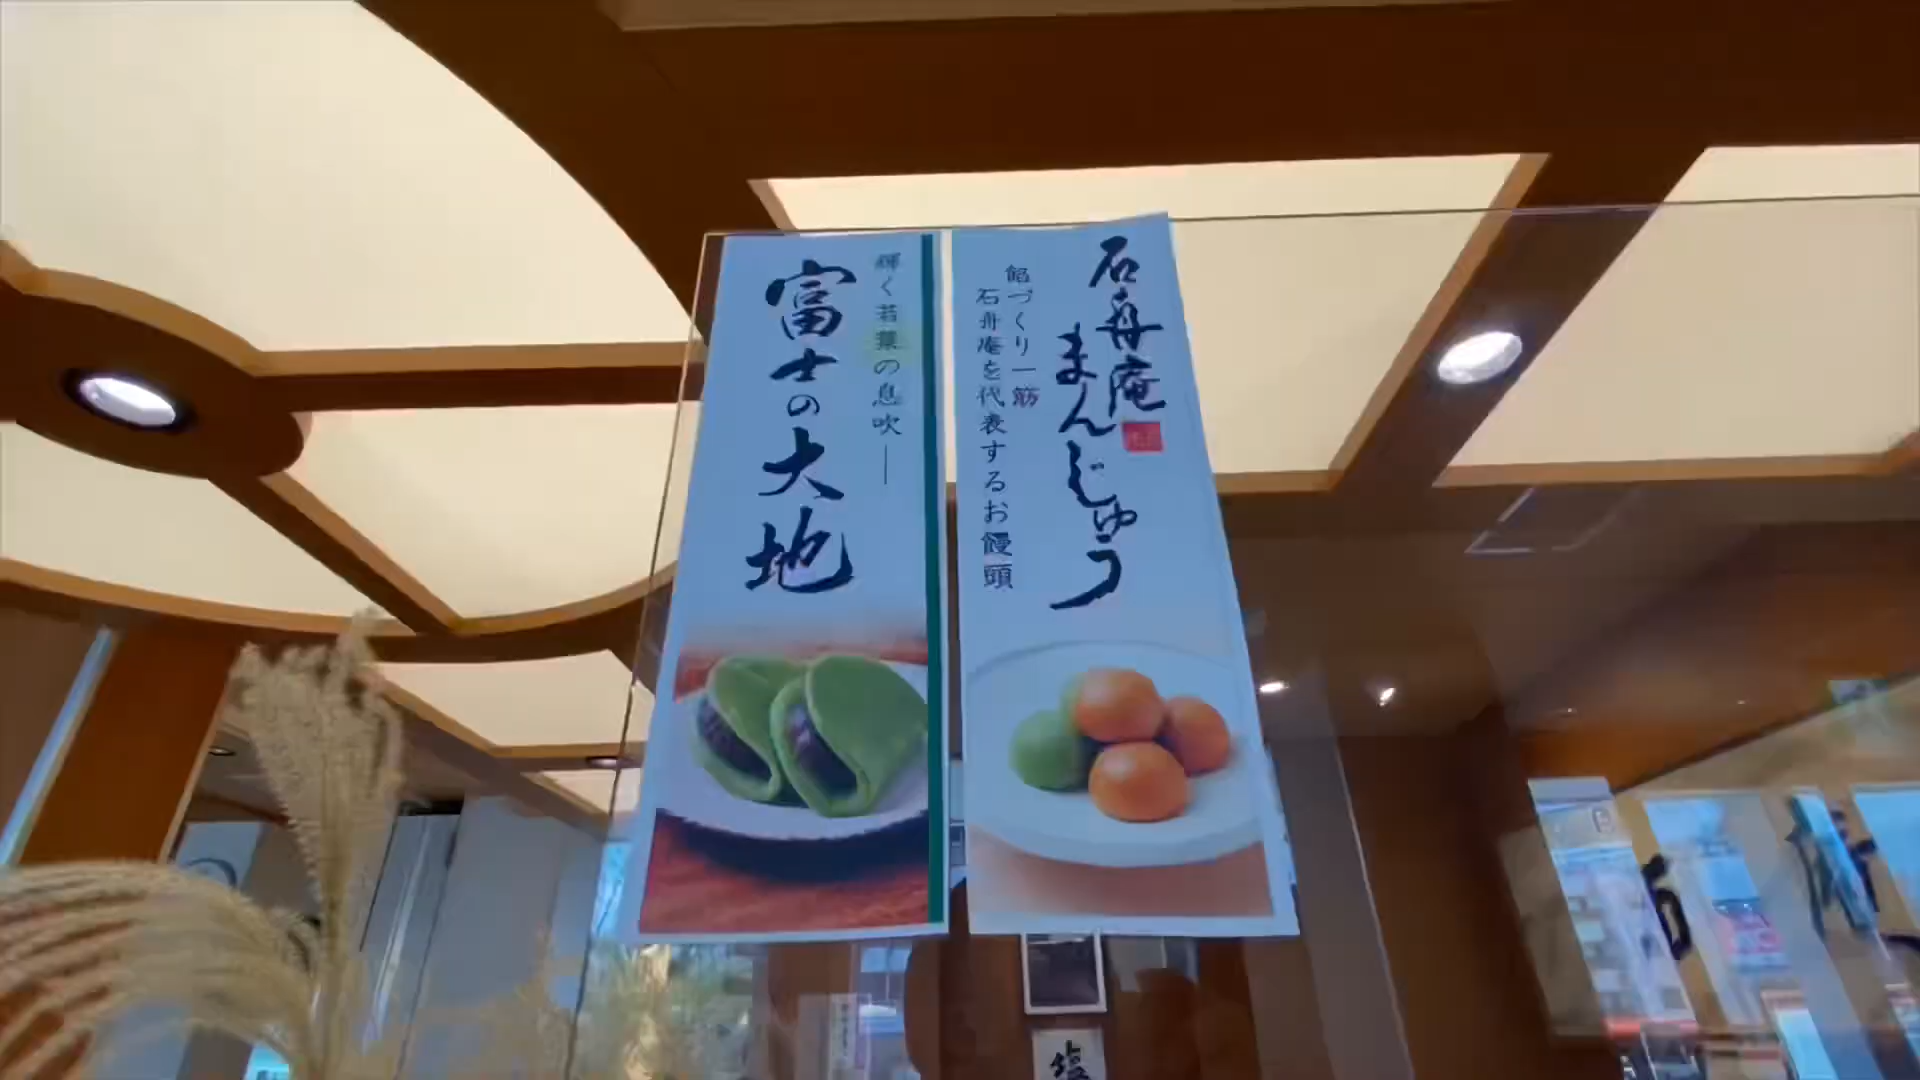 石舟庵
まんじゅう
餡づくり一筋
石舟庵を代表するお饅頭
輝く若葉の息吹―
富士の大地
塩